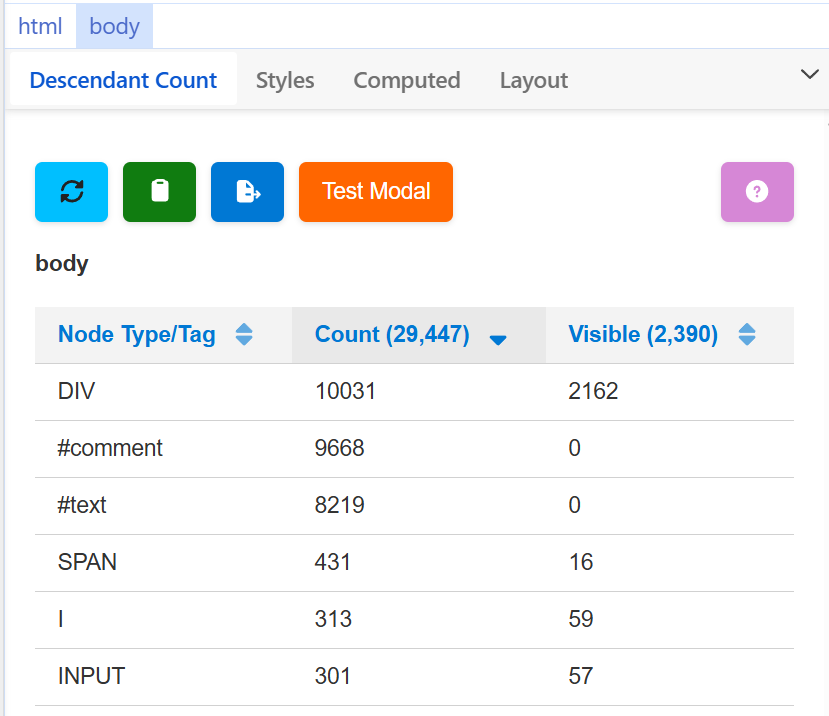 html body
Descendant Count Styles Computed Layout
Test Modal ?
body
Node Type/Tag Count (29,447) Visible (2,390)
DIV 10031 2162
#comment 9668 0
#text 8219 0
SPAN 431 16
I 313 59
INPUT 301 57